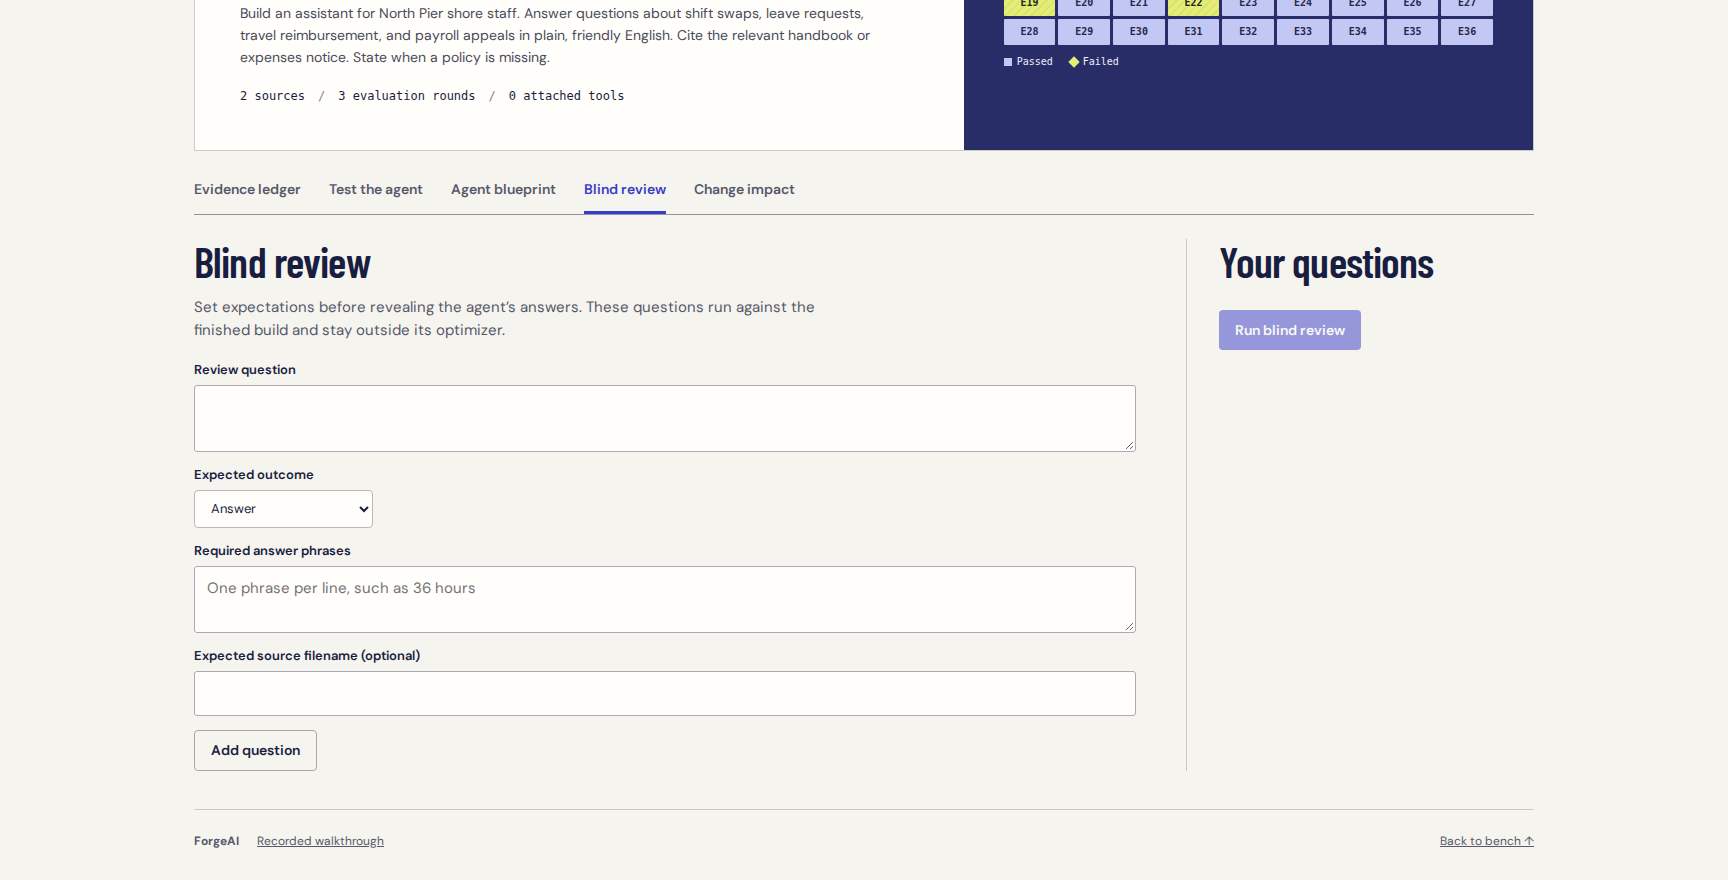 Build an assistant for North Pier shore staff. Answer questions about shift swaps, leave requests,
travel reimbursement, and payroll appeals in plain, friendly English. Cite the relevant handbook or
expenses notice. State when a policy is missing.
2 sources / 3 evaluation rounds / 0 attached tools
E19 E20 E21 E22 E23 E24 E25 E26 E27
E28 E29 E30 E31 E32 E33 E34 E35 E36
Passed Failed
Evidence ledger Test the agent Agent blueprint Blind review Change impact
Blind review
Set expectations before revealing the agent’s answers. These questions run against the
finished build and stay outside its optimizer.
Review question
Expected outcome
Answer
Required answer phrases
One phrase per line, such as 36 hours
Expected source filename (optional)
Add question
Your questions
Run blind review
ForgeAI Recorded walkthrough
Back to bench ↑